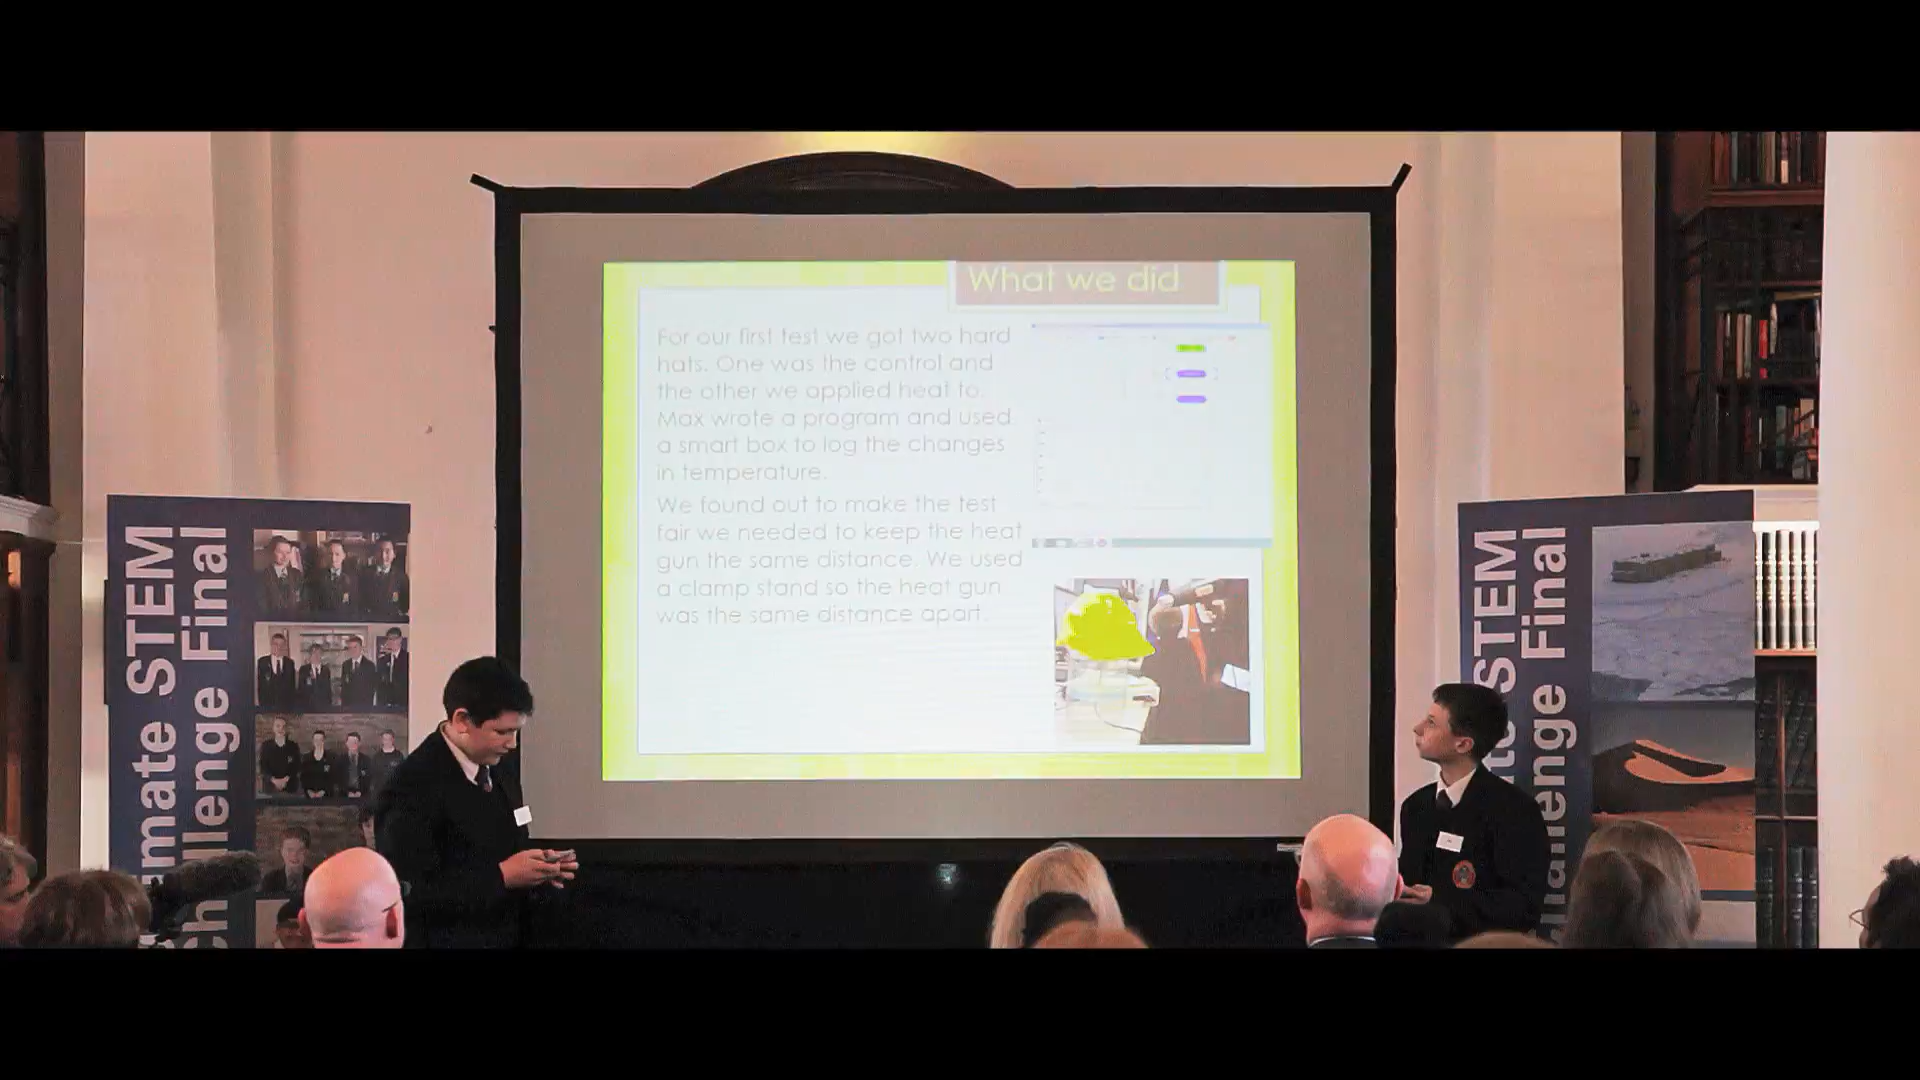 What we did
For our first test we got two hard
hats. One was the control and
the other we applied heat to.
Max wrote a program and used
a smart box to log the changes
in temperature.
We found out to make the test
fair we needed to keep the heat
gun the same distance. We used
a clamp stand so the heat gun
was the same distance apart.
mate STEM
llenge Final
STEM
Challenge Final